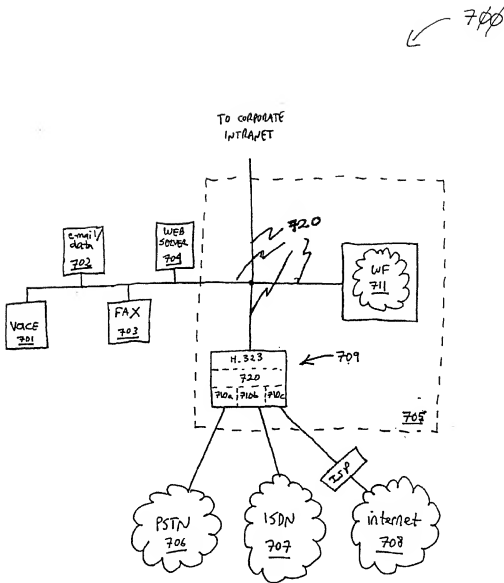 700
TO CORPORATE
INTRANET
720
e-mail/
data
702
WEB
SERVER
704
WF
711
VOICE
701
FAX
703
H.323
720
710a 710b 710c
709
705
ISP
PSTN
706
ISDN
707
internet
708